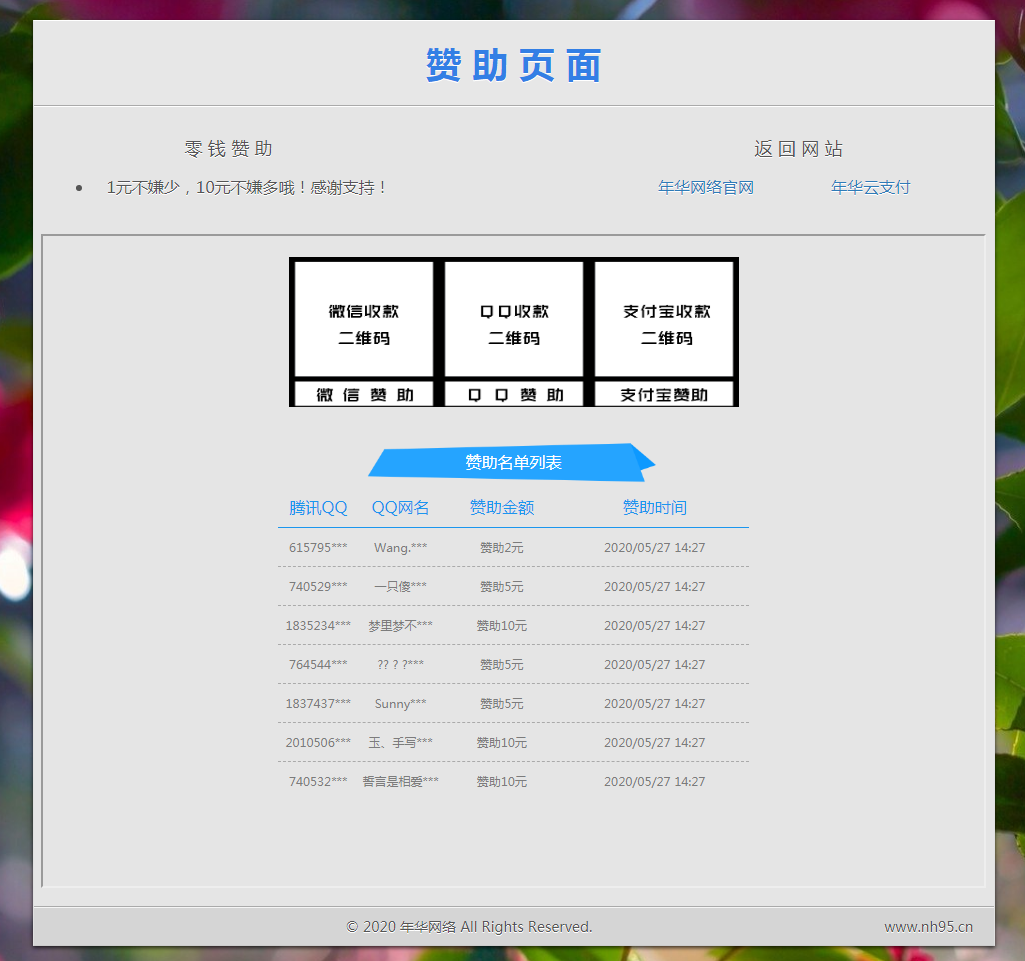 赞助页面
零钱赞助
返回网站
1元不嫌少，10元不嫌多哦！感谢支持！
年华网络官网 年华云支付
微信收款 QQ收款 支付宝收款
二维码 二维码 二维码
微信赞助 QQ赞助 支付宝赞助
赞助名单列表
腾讯QQ QQ网名 赞助金额 赞助时间
615795*** Wang.*** 赞助2元 2020/05/27 14:27
740529*** 一只傻*** 赞助5元 2020/05/27 14:27
1835234*** 梦里梦不*** 赞助10元 2020/05/27 14:27
764544*** ?? ? ?*** 赞助5元 2020/05/27 14:27
1837437*** Sunny*** 赞助5元 2020/05/27 14:27
2010506*** 玉、手写*** 赞助10元 2020/05/27 14:27
740532*** 誓言是相爱*** 赞助10元 2020/05/27 14:27
© 2020 年华网络 All Rights Reserved.
www.nh95.cn